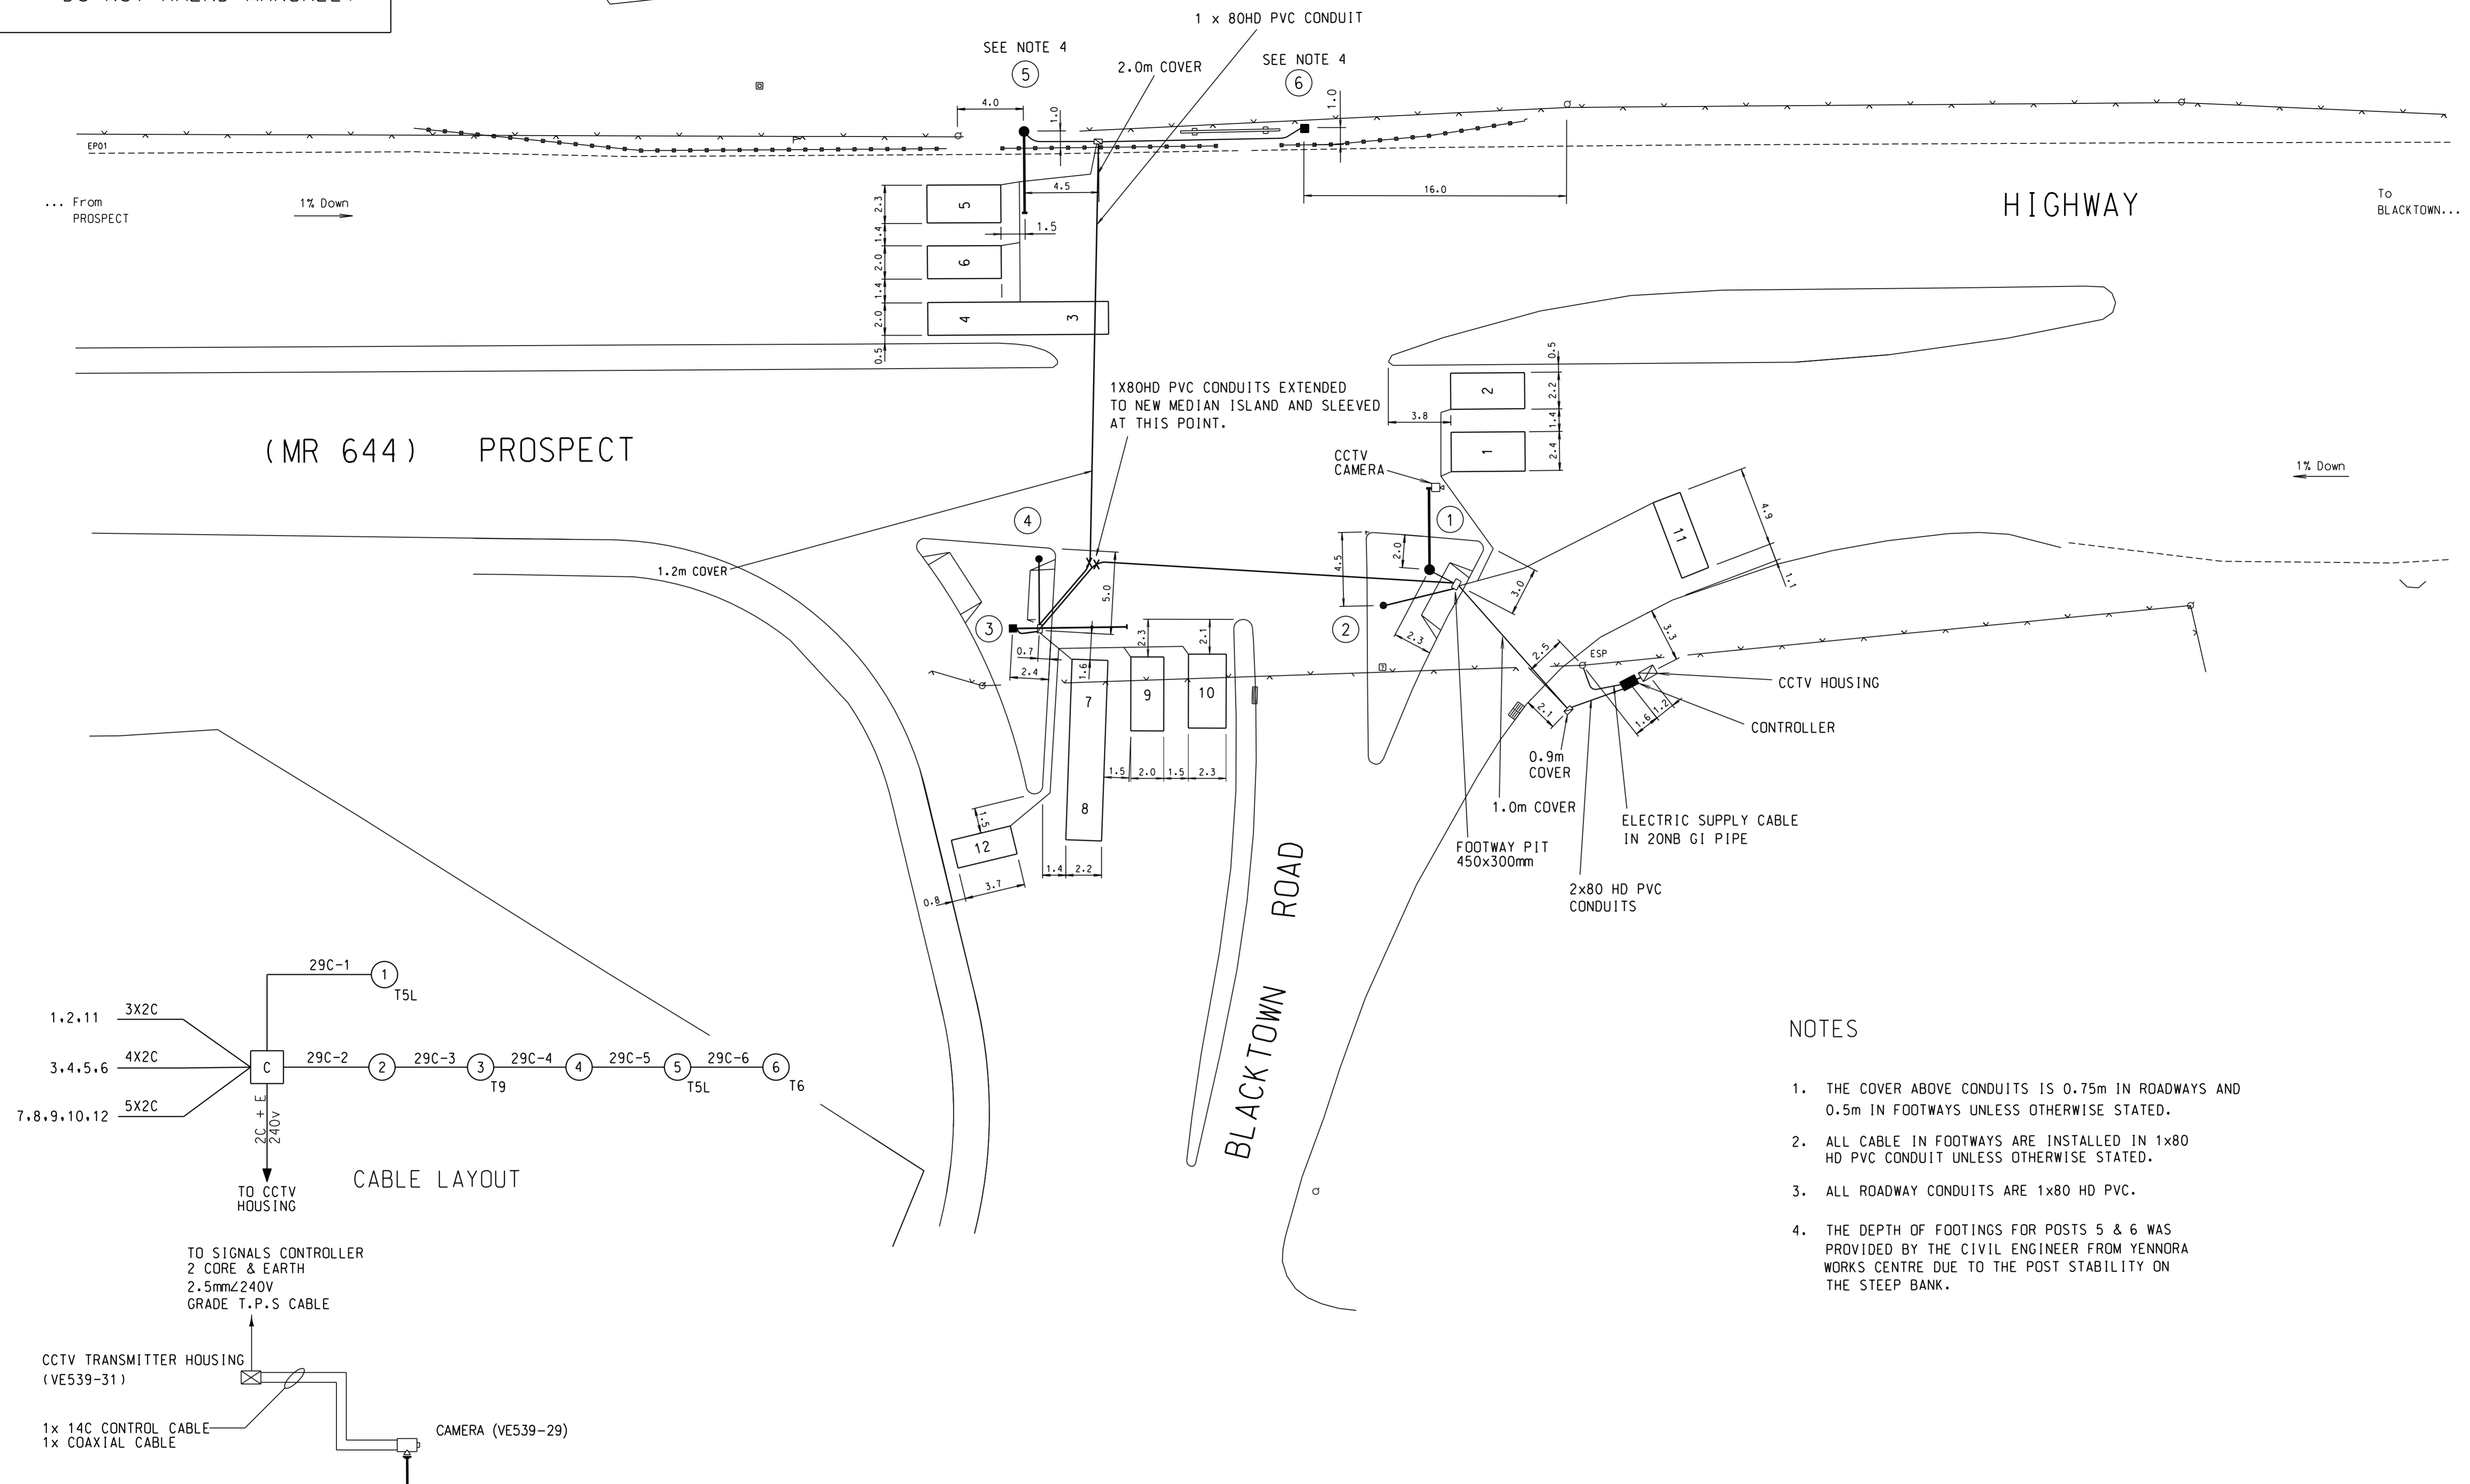 1 x 80HD PVC CONDUIT
SEE NOTE 4
5
2.0m COVER
SEE NOTE 4
6
4.0
1.0
1.0
EP01
P
... From
PROSPECT
1% Down
4.5
16.0
HIGHWAY
To
BLACKTOWN...
2.3
5
1.4
1.5
2.0
6
1.4
2.0
4
3
0.5
0.5
2
2.2
1.4
3.8
1
2.4
1X80HD PVC CONDUITS EXTENDED
TO NEW MEDIAN ISLAND AND SLEEVED
AT THIS POINT.
(MR 644) PROSPECT
CCTV
CAMERA
1% Down
4
1
2.0
4.5
11
4.9
1.1
1.2m COVER
5.0
3.0
3
2
2.3
2.3
2.1
0.7
2.4
1.6
2.5
ESP
3.3
7
9
10
2.1
1.6
1.2
CCTV HOUSING
CONTROLLER
1.5
2.0
1.5
2.3
0.9m
COVER
8
1.0m COVER
ELECTRIC SUPPLY CABLE
IN 20NB GI PIPE
1.5
12
FOOTWAY PIT
450x300mm
1.4
2.2
3.7
0.8
2x80 HD PVC
CONDUITS
BLACKTOWN ROAD
29C-1
1
T5L
1,2,11
3X2C
3,4,5,6
4X2C
C
29C-2
2
29C-3
3
29C-4
4
29C-5
5
29C-6
6
T9
T5L
T6
7,8,9,10,12
5X2C
2C + E
240V
TO CCTV
HOUSING
CABLE LAYOUT
TO SIGNALS CONTROLLER
2 CORE & EARTH
2.5mm∠240V
GRADE T.P.S CABLE
CCTV TRANSMITTER HOUSING
(VE539-31)
1x 14C CONTROL CABLE
1x COAXIAL CABLE
CAMERA (VE539-29)
NOTES
1. THE COVER ABOVE CONDUITS IS 0.75m IN ROADWAYS AND
0.5m IN FOOTWAYS UNLESS OTHERWISE STATED.
2. ALL CABLE IN FOOTWAYS ARE INSTALLED IN 1x80
HD PVC CONDUIT UNLESS OTHERWISE STATED.
3. ALL ROADWAY CONDUITS ARE 1x80 HD PVC.
4. THE DEPTH OF FOOTINGS FOR POSTS 5 & 6 WAS
PROVIDED BY THE CIVIL ENGINEER FROM YENNORA
WORKS CENTRE DUE TO THE POST STABILITY ON
THE STEEP BANK.